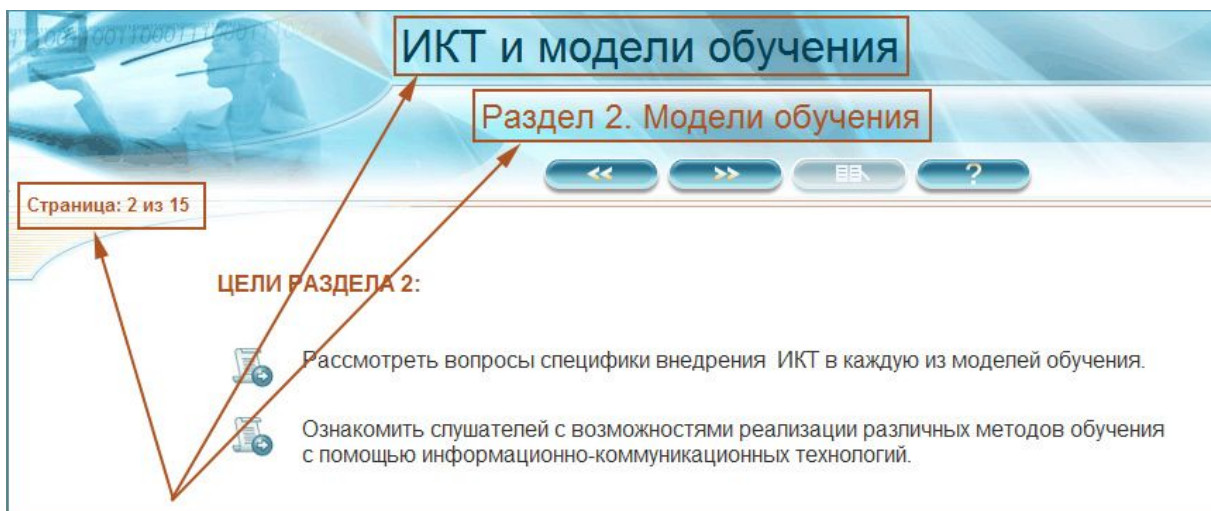 ИКТ и модели обучения
Раздел 2. Модели обучения
<< >> ?
Страница: 2 из 15
ЦЕЛИ РАЗДЕЛА 2:
Рассмотреть вопросы специфики внедрения ИКТ в каждую из моделей обучения.
Ознакомить слушателей с возможностями реализации различных методов обучения
с помощью информационно-коммуникационных технологий.